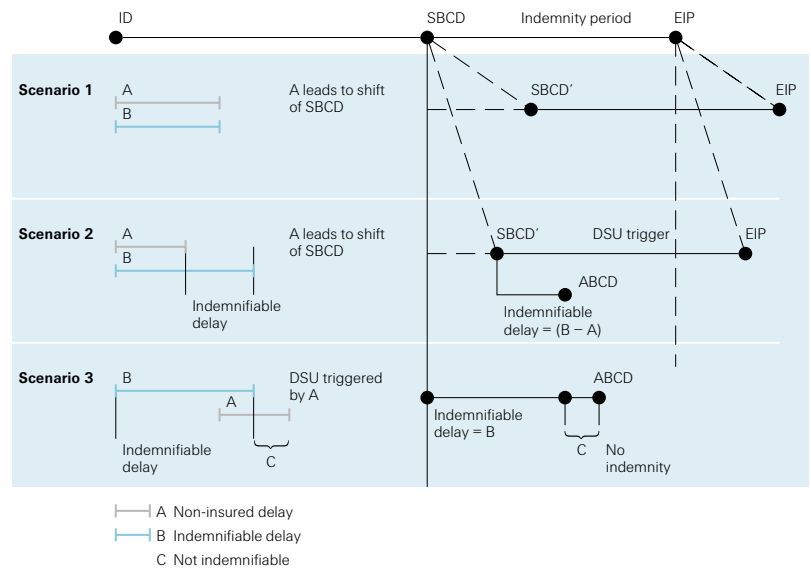 ID
SBCD
Indemnity period
EIP
Scenario 1
A
B
A leads to shift
of SBCD
SBCD′
EIP
Scenario 2
A
B
Indemnifiable
delay
A leads to shift
of SBCD
SBCD′
DSU trigger
EIP
ABCD
Indemnifiable
delay = (B – A)
Scenario 3
B
A
C
Indemnifiable
delay
DSU triggered
by A
ABCD
Indemnifiable
delay = B
C
No
indemnity
A Non-insured delay
B Indemnifiable delay
C Not indemnifiable